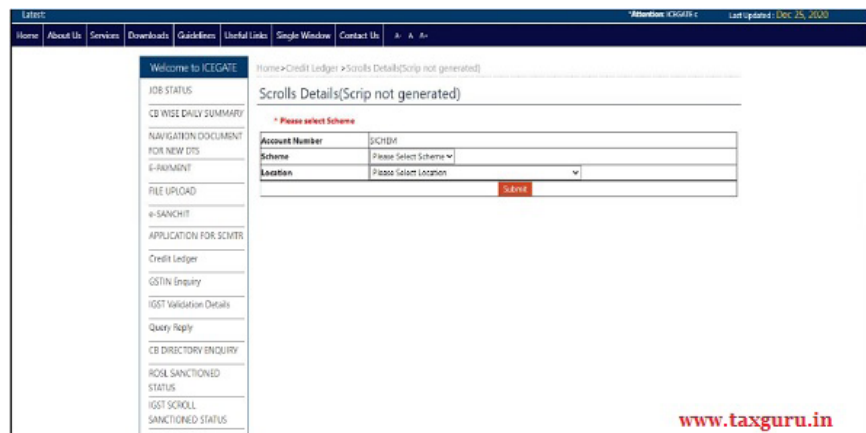 Latest:
*Attention: ICEGATE c
Last Updated : Dec 25, 2020
Home About Us Services Downloads Guidelines Useful Links Single Window Contact Us A- A A+
Welcome to ICEGATE
JOB STATUS
CB WISE DAILY SUMMARY
NAVIGATION DOCUMENT
FOR NEW DTS
E-PAYMENT
FILE UPLOAD
e-SANCHIT
APPLICATION FOR SCMTR
Credit Ledger
GSTIN Enquiry
IGST Validation Details
Query Reply
CB DIRECTORY ENQUIRY
ROSL SANCTIONED
STATUS
IGST SCROLL
SANCTIONED STATUS
Home>Credit Ledger >Scrolls Details(Scrip not generated)
Scrolls Details(Scrip not generated)
* Please select Scheme
Account Number SICHEM
Scheme Please Select Scheme
Location Please Select Location
Submit
www.taxguru.in